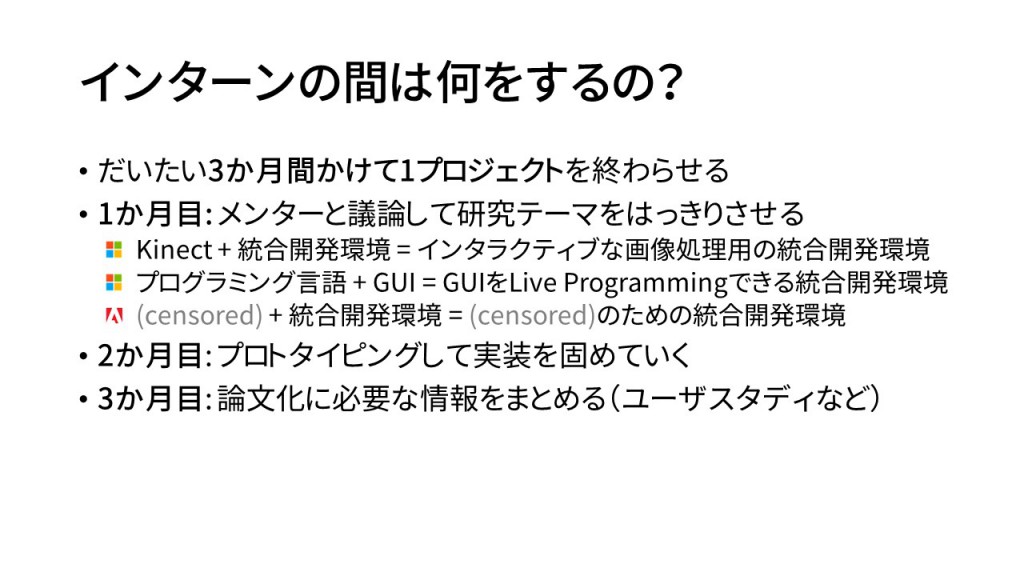 インターンの間は何をするの？
• だいたい3か月間かけて1プロジェクトを終わらせる
• 1か月目: メンターと議論して研究テーマをはっきりさせる
Kinect + 統合開発環境 = インタラクティブな画像処理用の統合開発環境
プログラミング言語 + GUI = GUIをLive Programmingできる統合開発環境
(censored) + 統合開発環境 = (censored)のための統合開発環境
• 2か月目: プロトタイピングして実装を固めていく
• 3か月目: 論文化に必要な情報をまとめる（ユーザスタディなど）